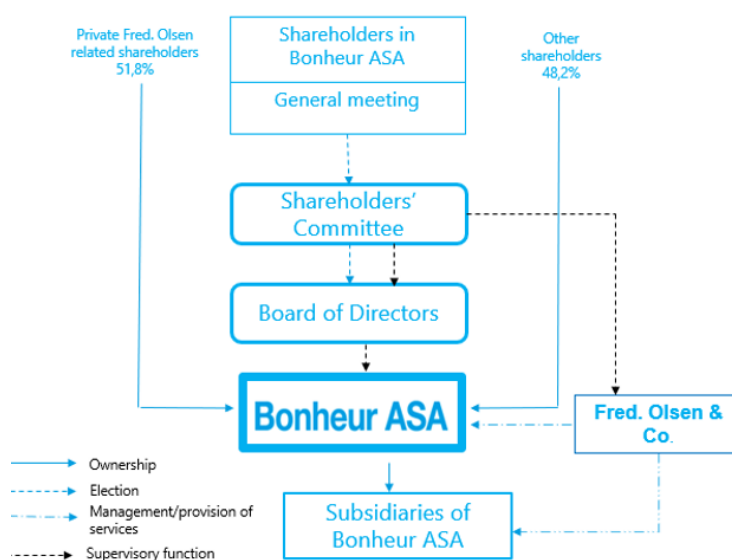 Private Fred. Olsen
related shareholders
51,8%
Shareholders in
Bonheur ASA
General meeting
Other
shareholders
48,2%
Shareholders'
Committee
Board of Directors
Bonheur ASA
Fred. Olsen &
Co.
Subsidiaries of
Bonheur ASA
Ownership
Election
Management/provision of
services
Supervisory function